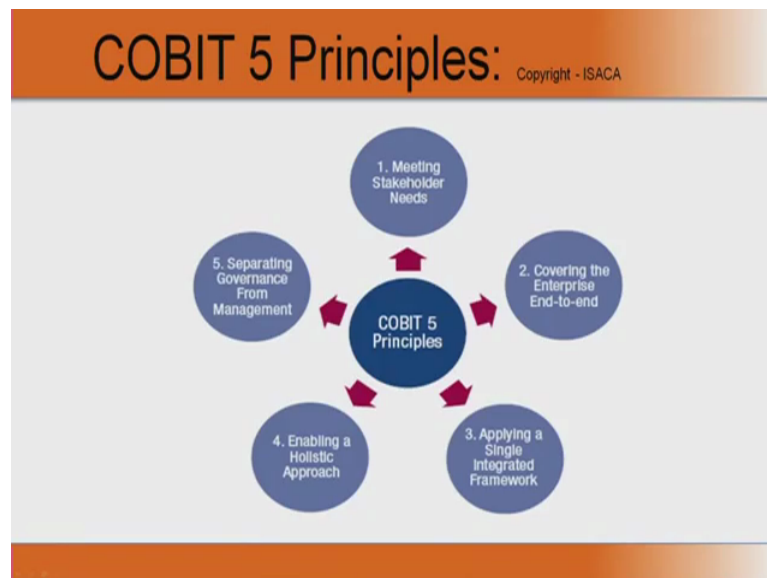 COBIT 5 Principles: Copyright - ISACA
1. Meeting
Stakeholder
Needs
2. Covering the
Enterprise
End-to-end
3. Applying a
Single
Integrated
Framework
4. Enabling a
Holistic
Approach
5. Separating
Governance
From
Management
COBIT 5
Principles